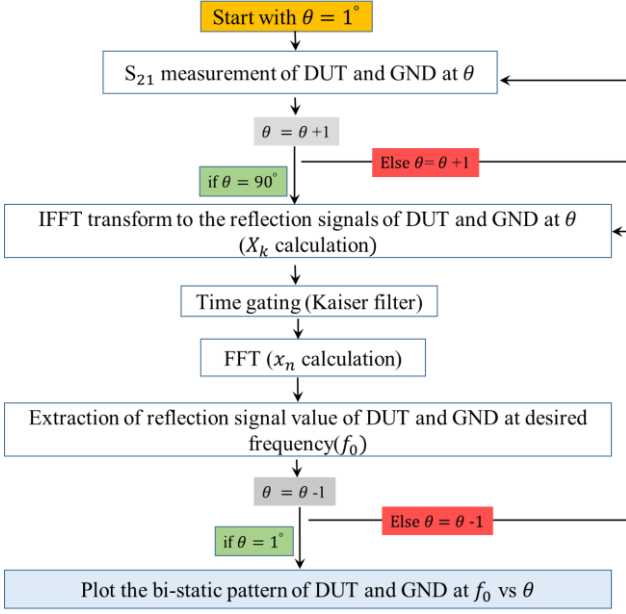 Start with θ = 1°
S₂₁ measurement of DUT and GND at θ
θ = θ +1
Else θ= θ +1
if θ = 90°
IFFT transform to the reflection signals of DUT and GND at θ
(Xₖ calculation)
Time gating (Kaiser filter)
FFT (xₙ calculation)
Extraction of reflection signal value of DUT and GND at desired
frequency(f₀)
θ = θ -1
Else θ = θ -1
if θ = 1°
Plot the bi-static pattern of DUT and GND at f₀ vs θ